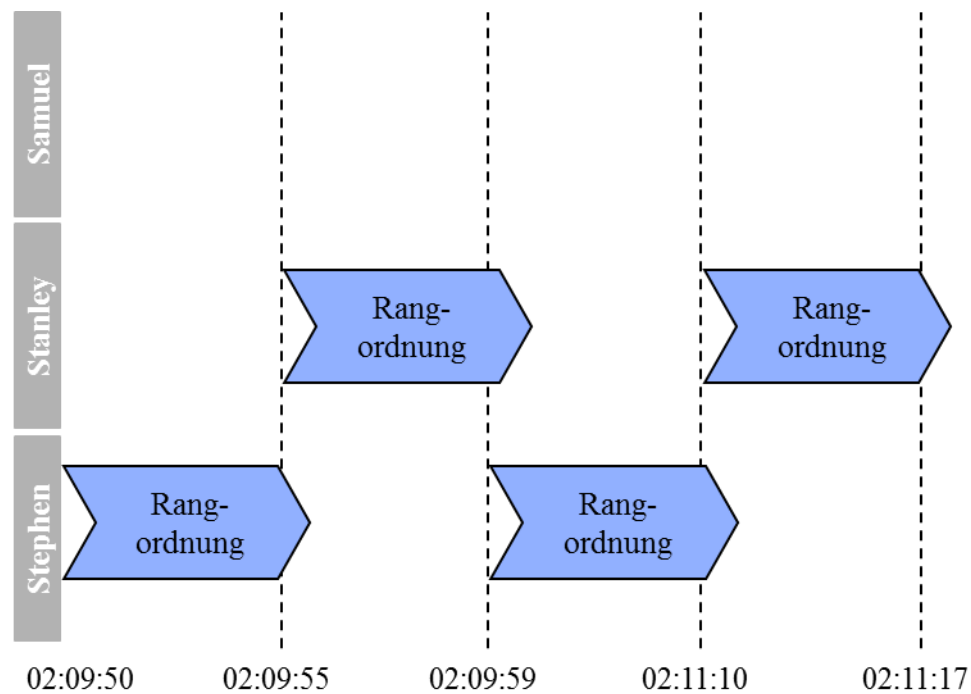 Samuel
Stanley
Rang-
ordnung
Rang-
ordnung
Stephen
Rang-
ordnung
Rang-
ordnung
02:09:50 02:09:55 02:09:59 02:11:10 02:11:17